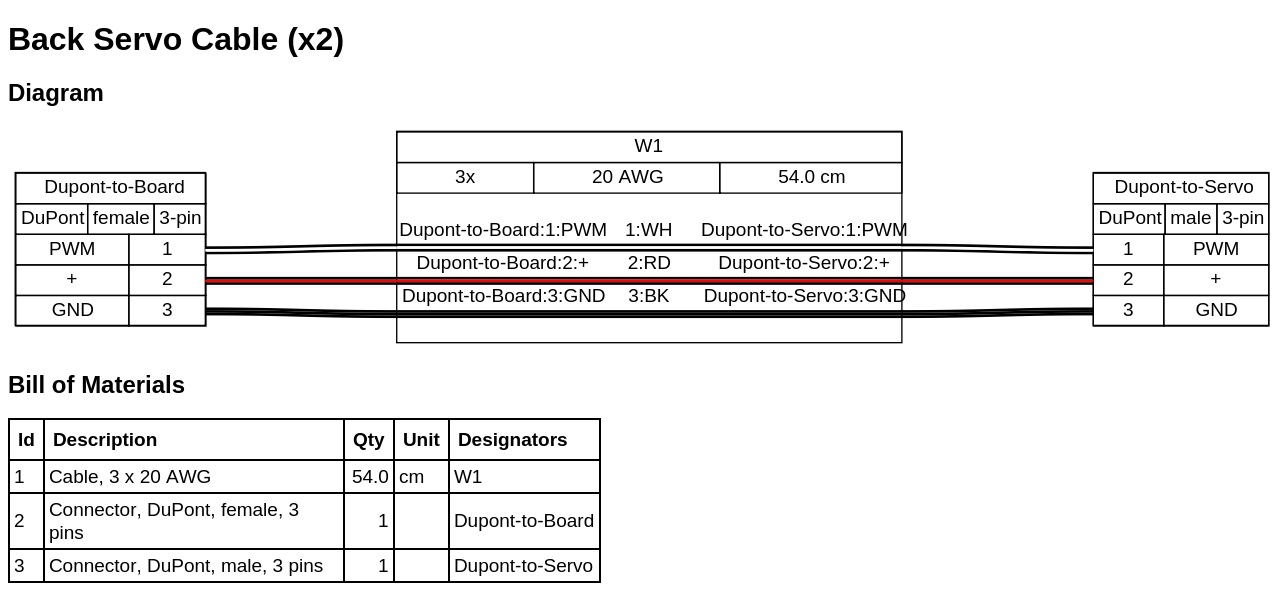 Back Servo Cable (x2)
Diagram
W1
3x 20 AWG 54.0 cm
Dupont-to-Board
DuPont female 3-pin
PWM 1
+ 2
GND 3
Dupont-to-Board:1:PWM 1:WH Dupont-to-Servo:1:PWM
Dupont-to-Board:2:+ 2:RD Dupont-to-Servo:2:+
Dupont-to-Board:3:GND 3:BK Dupont-to-Servo:3:GND
Dupont-to-Servo
DuPont male 3-pin
1 PWM
2 +
3 GND
Bill of Materials
Id Description Qty Unit Designators
1 Cable, 3 x 20 AWG 54.0 cm W1
2 Connector, DuPont, female, 3
pins 1 Dupont-to-Board
3 Connector, DuPont, male, 3 pins 1 Dupont-to-Servo